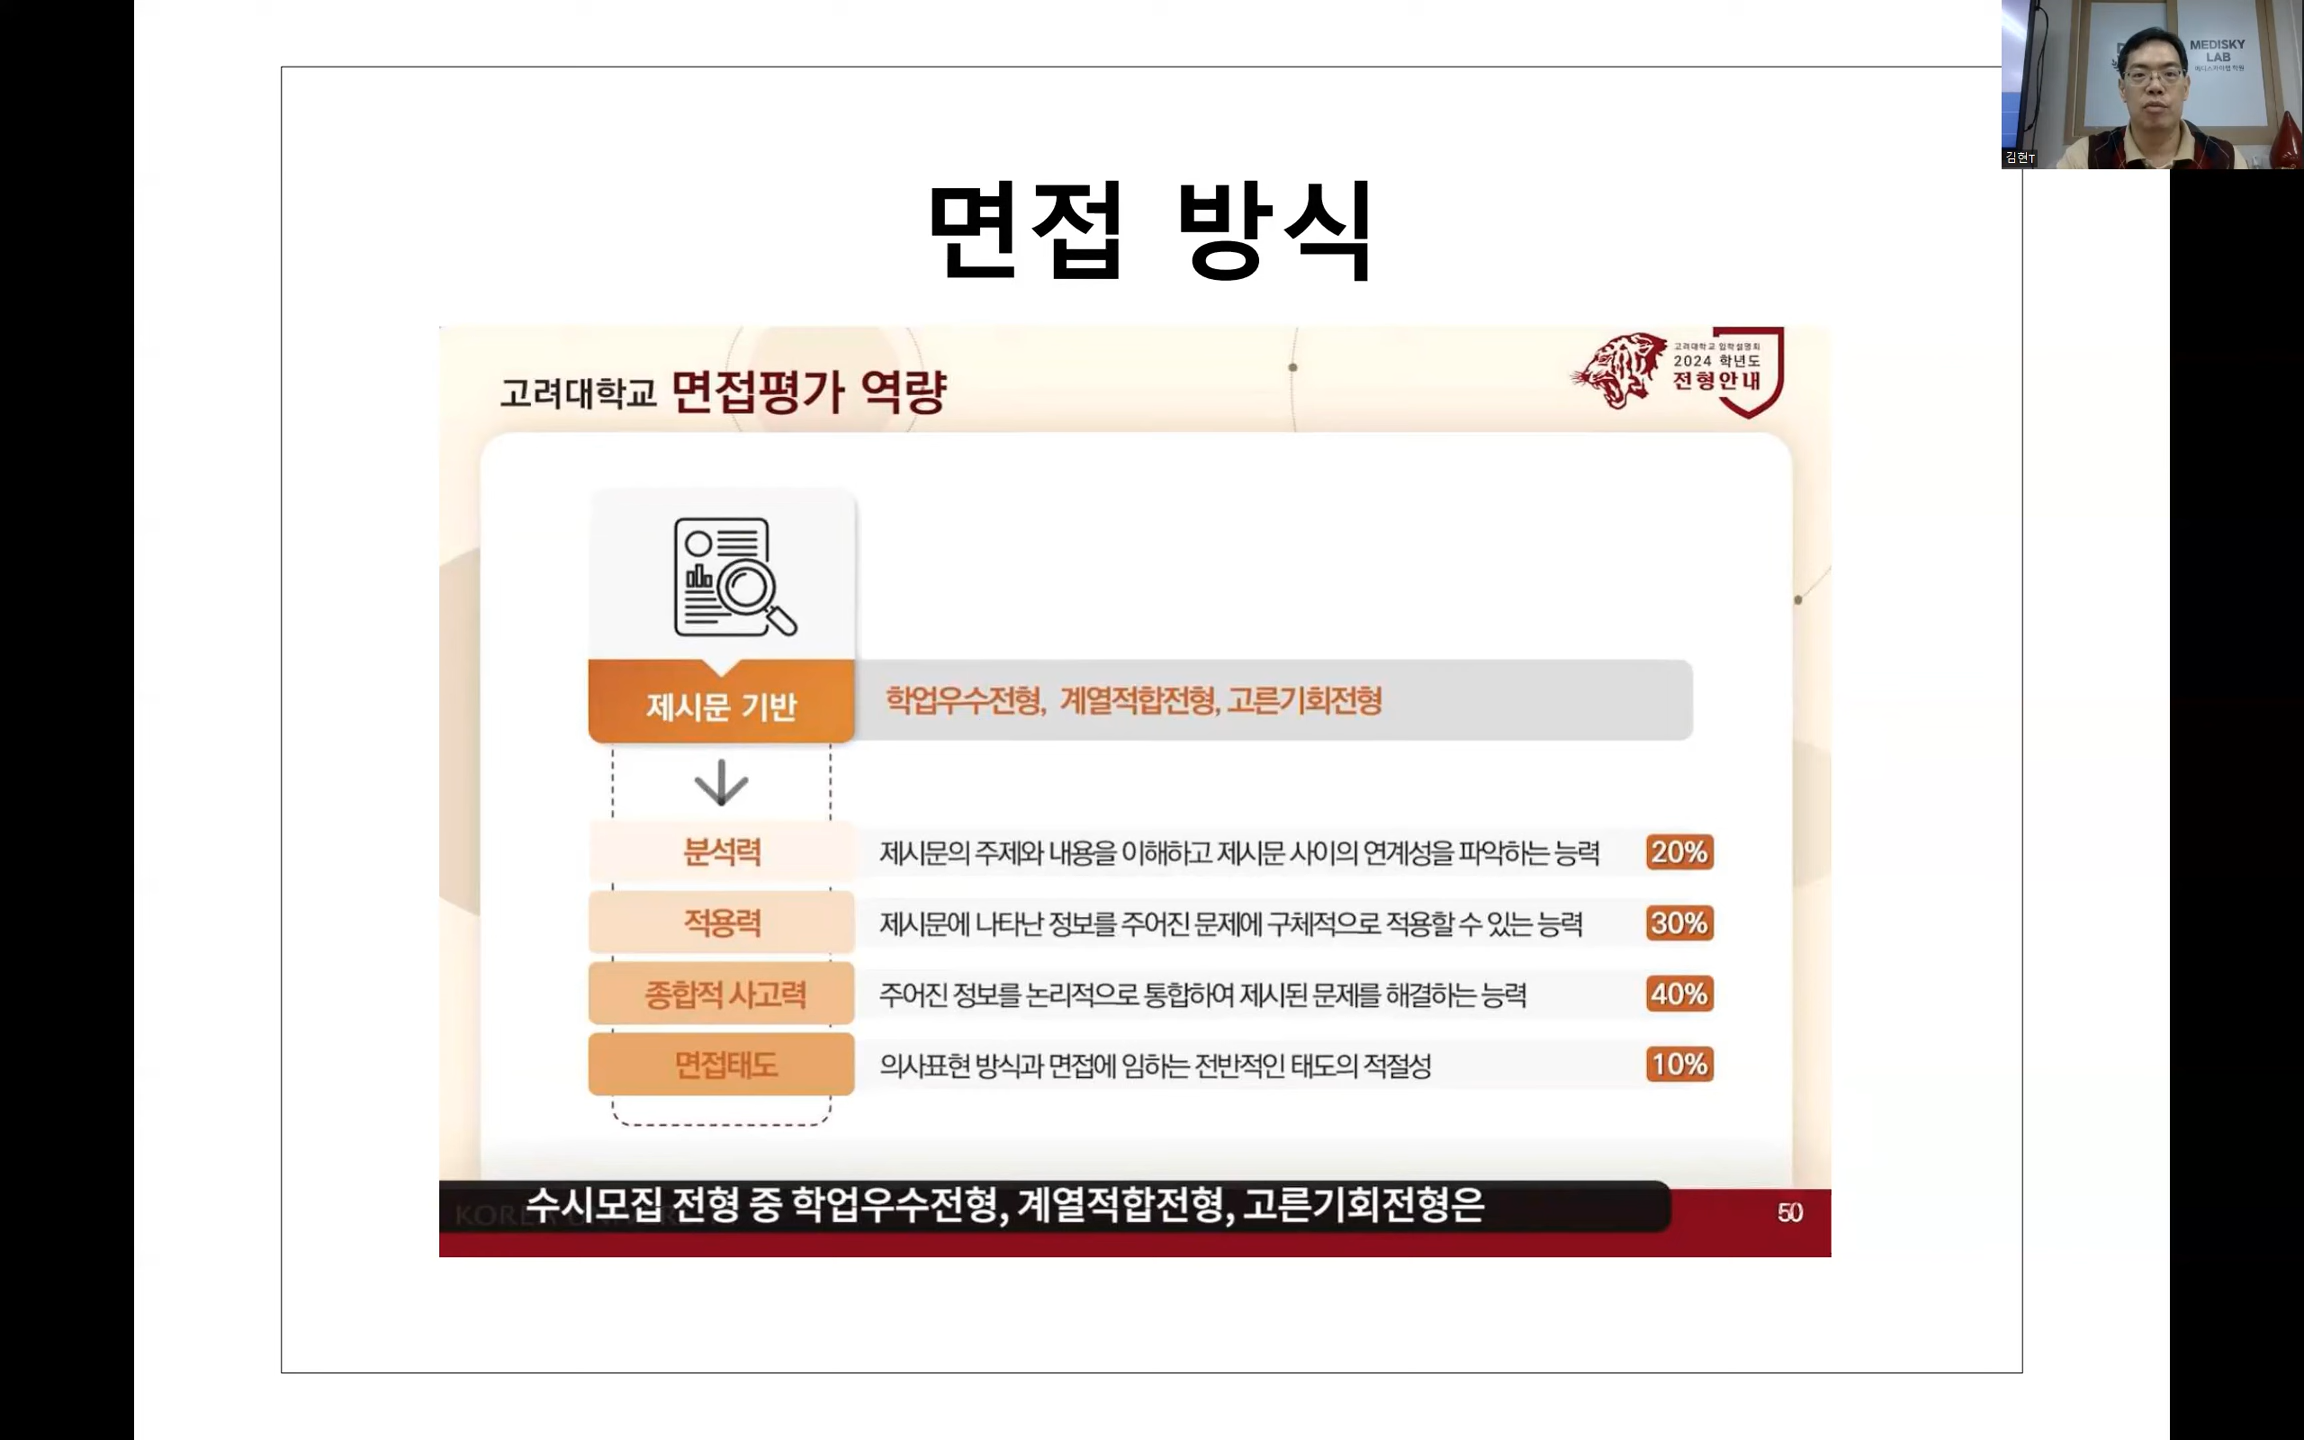 MEDISKY
LAB
메디스카이랩 학원
김현T
면접 방식
고려대학교 면접평가 역량
고려대학교 입학설명회
2024 학년도
전형안내
제시문 기반
학업우수전형, 계열적합전형, 고른기회전형
분석력
제시문의 주제와 내용을 이해하고 제시문 사이의 연계성을 파악하는 능력
20%
적용력
제시문에 나타난 정보를 주어진 문제에 구체적으로 적용할 수 있는 능력
30%
종합적 사고력
주어진 정보를 논리적으로 통합하여 제시된 문제를 해결하는 능력
40%
면접태도
의사표현 방식과 면접에 임하는 전반적인 태도의 적절성
10%
수시모집 전형 중 학업우수전형, 계열적합전형, 고른기회전형은
50